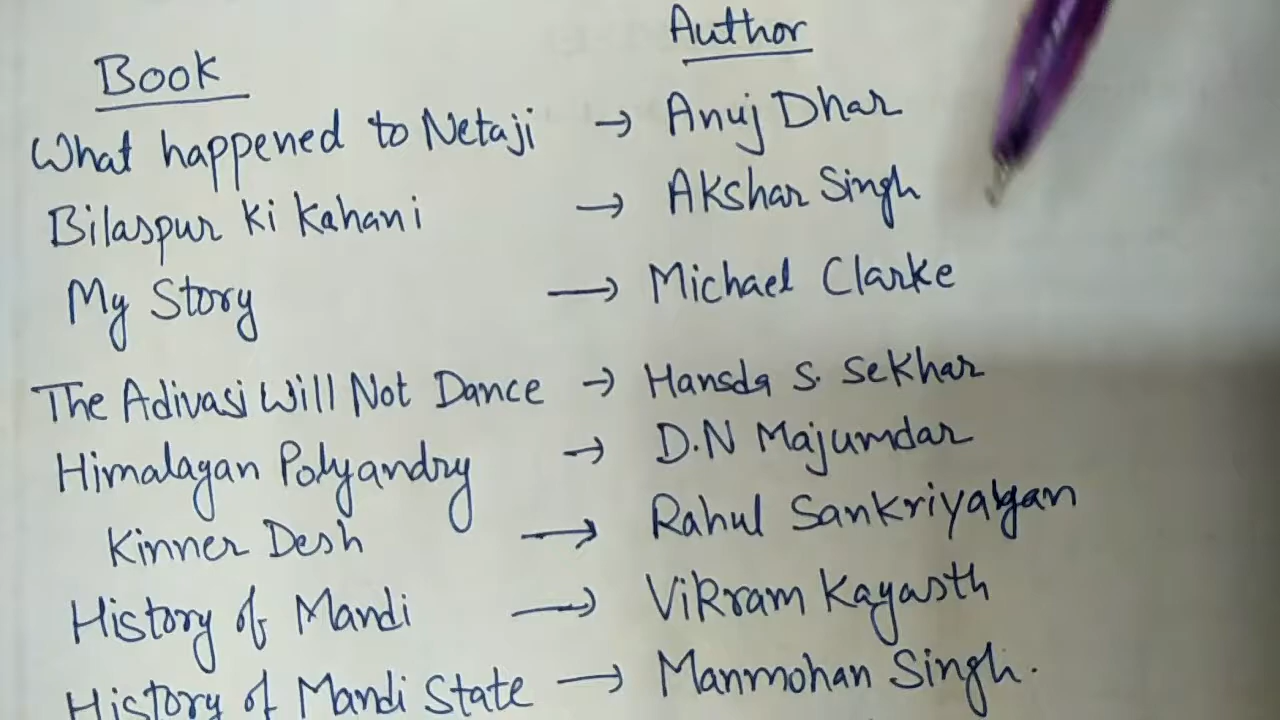 Book Author
What happened to Netaji → Anuj Dhar
Bilaspur Ki Kahani → Akshar Singh
My Story → Michael Clarke
The Adivasi Will Not Dance → Hansda S. Sekhar
Himalayan Polyandry → D.N Majumdar
Kinner Desh → Rahul Sankriyalyan
History of Mandi → Vikram Kayasth
History of Mandi State → Manmohan Singh.